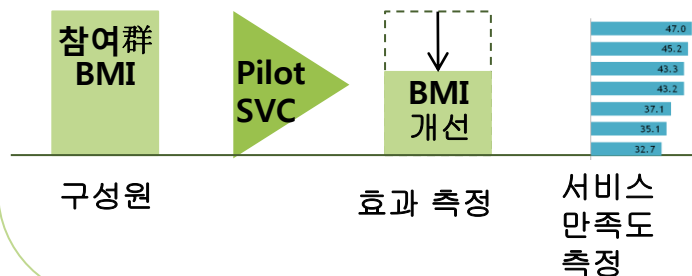 참여群
BMI
Pilot
SVC
BMI
개선
47.0
45.2
43.3
43.2
37.1
35.1
32.7
구성원
효과 측정
서비스
만족도
측정